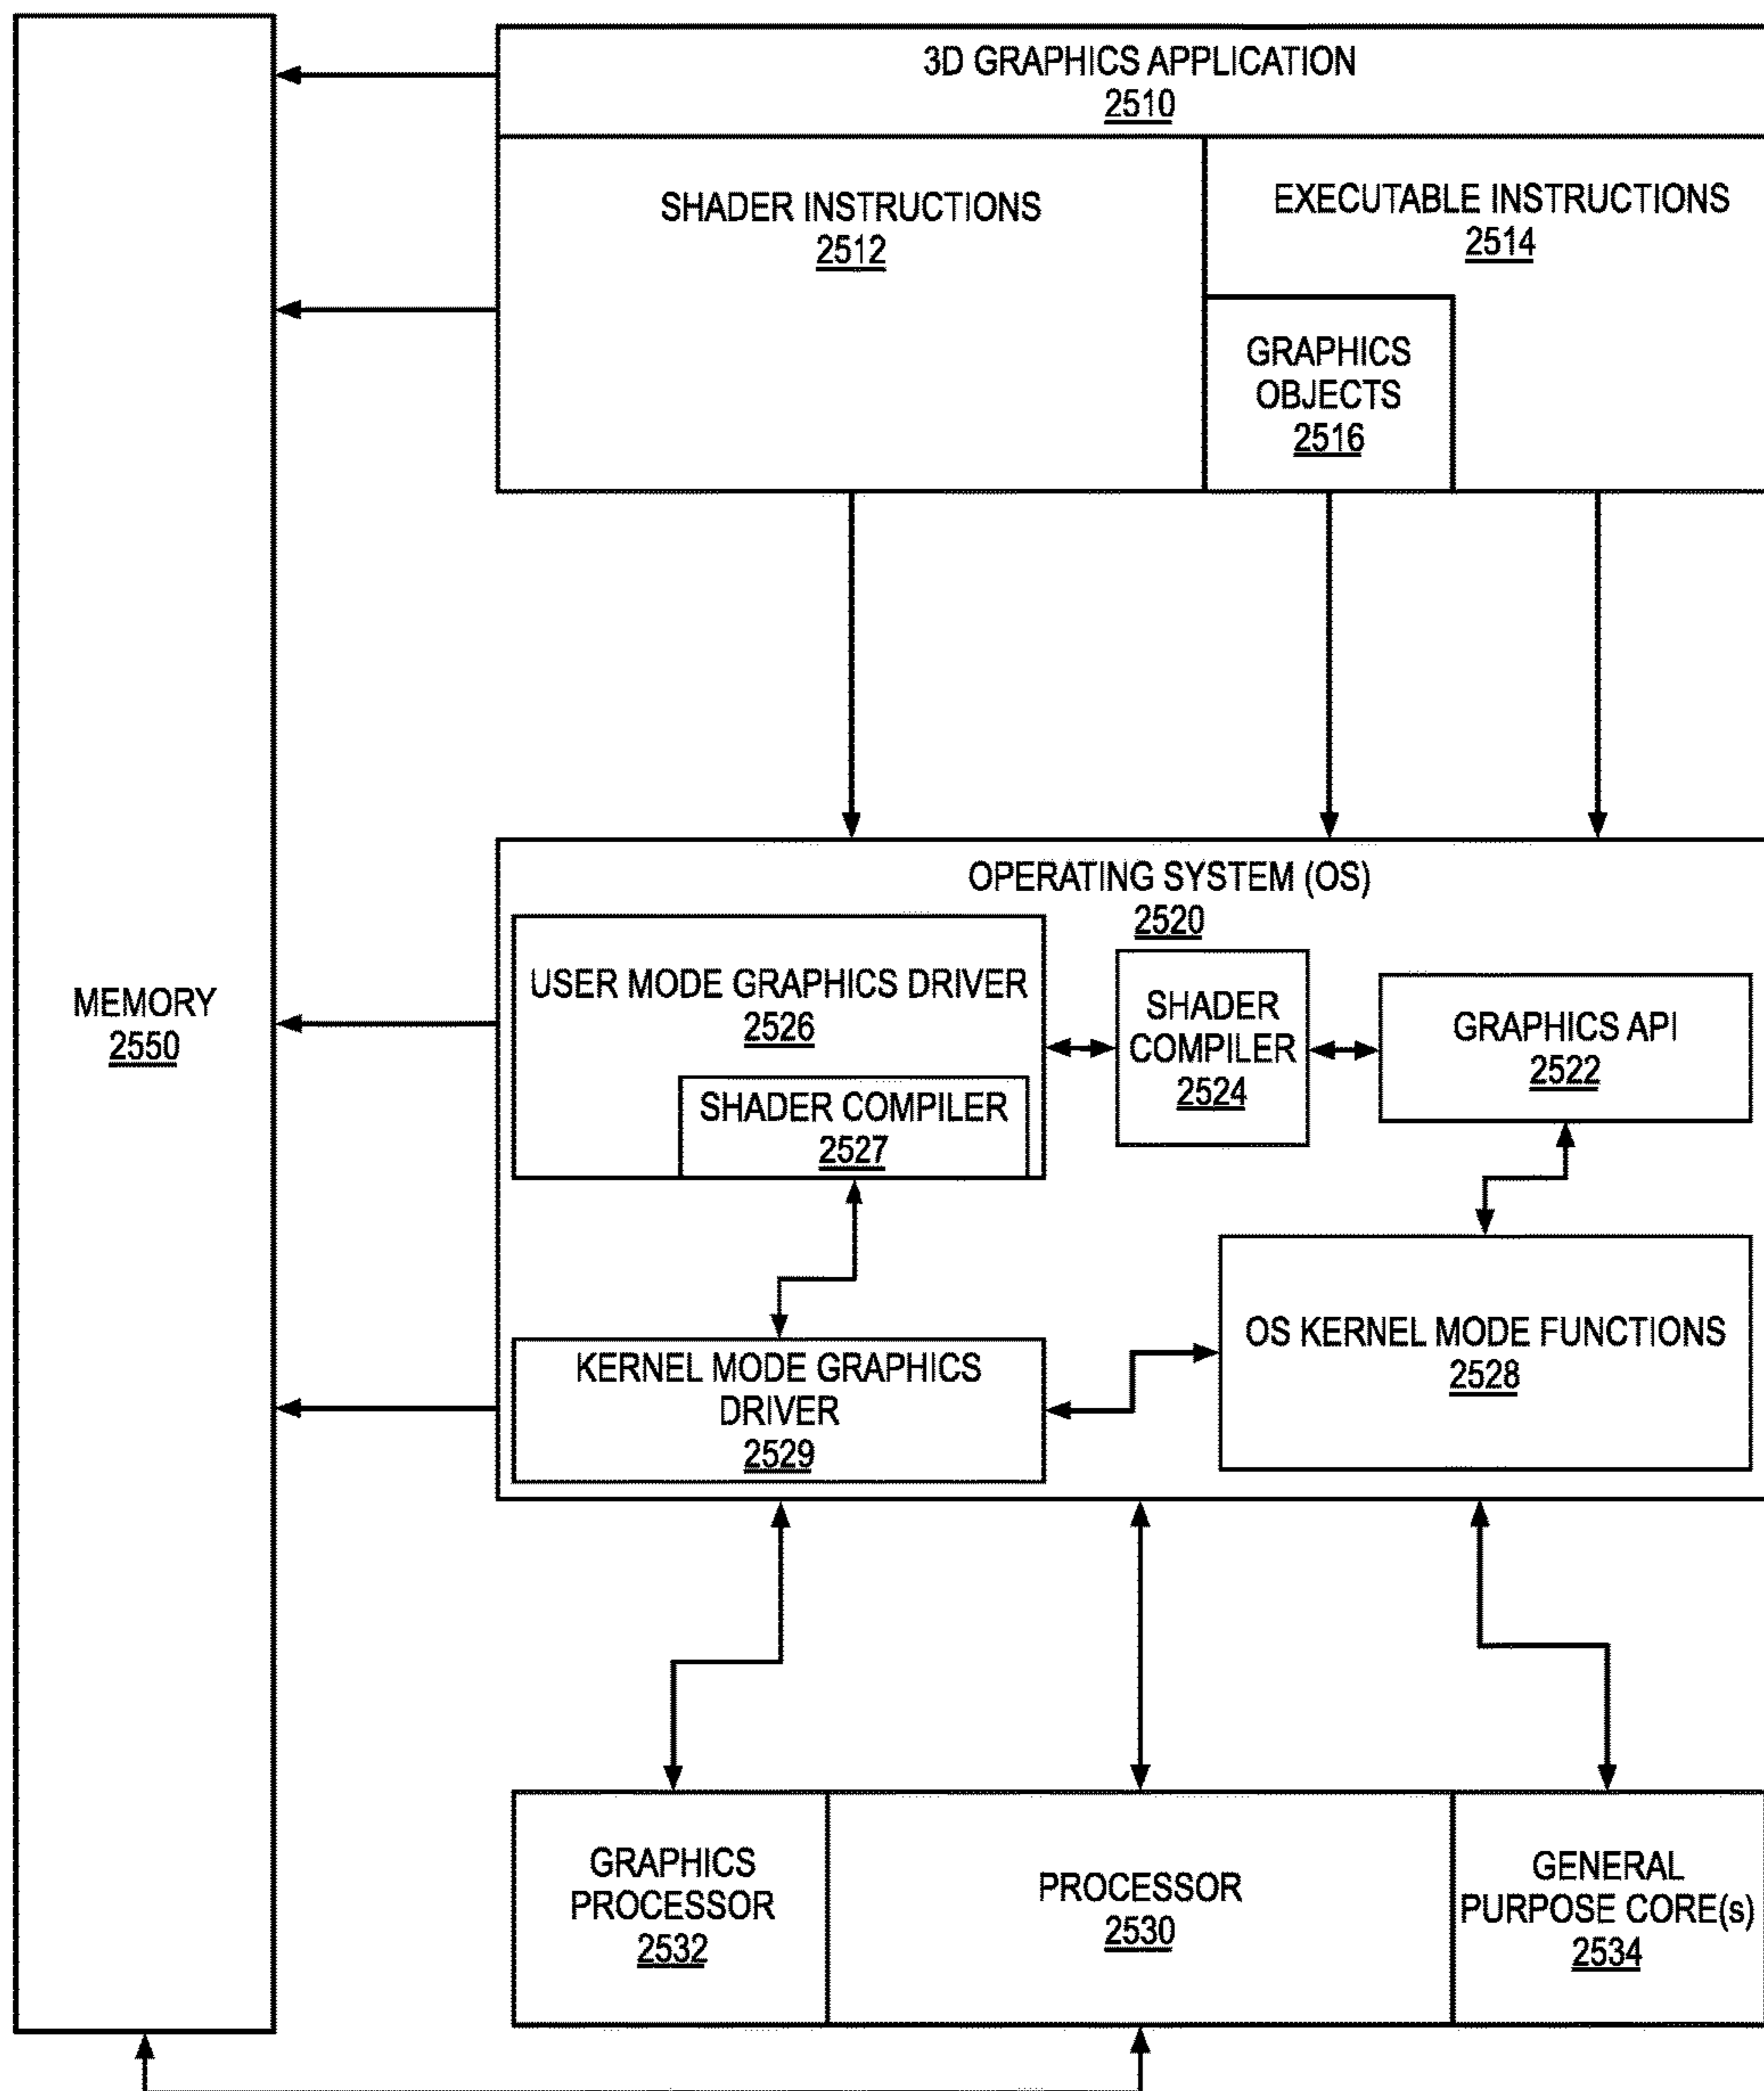 3D GRAPHICS APPLICATION
2510
SHADER INSTRUCTIONS
2512
EXECUTABLE INSTRUCTIONS
2514
GRAPHICS
OBJECTS
2516
OPERATING SYSTEM (OS)
2520
USER MODE GRAPHICS DRIVER
2526
SHADER COMPILER
2527
SHADER
COMPILER
2524
GRAPHICS API
2522
MEMORY
2550
KERNEL MODE GRAPHICS
DRIVER
2529
OS KERNEL MODE FUNCTIONS
2528
GRAPHICS
PROCESSOR
2532
PROCESSOR
2530
GENERAL
PURPOSE CORE(s)
2534